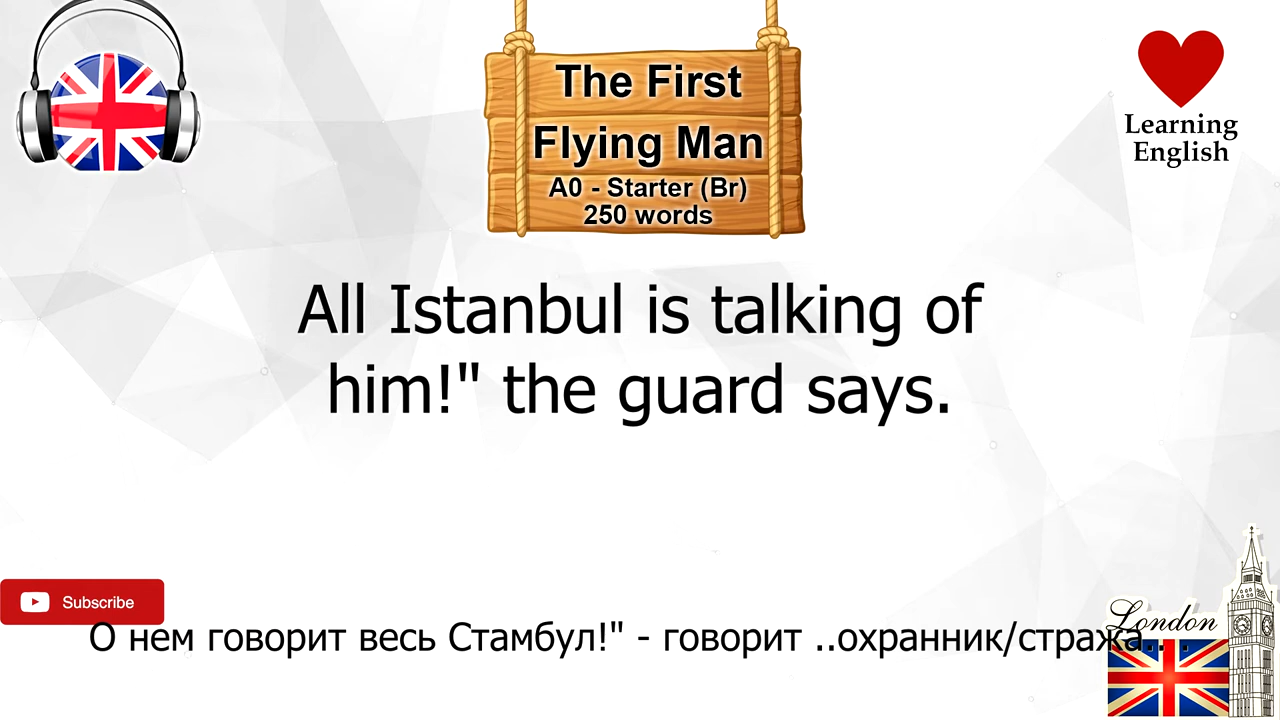 The First
Flying Man
A0 - Starter (Br)
250 words
Learning
English
All Istanbul is talking of
him!" the guard says.
Subscribe
О нем говорит весь Стамбул!" - говорит ..охранник/стража.. .
London